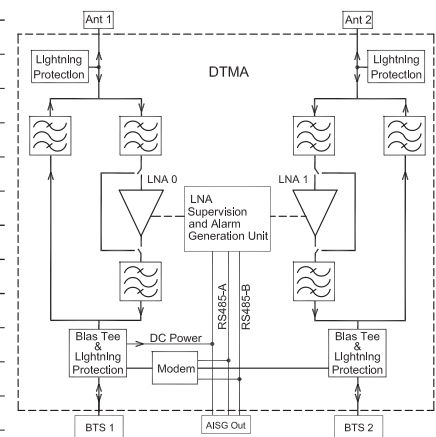 Ant 1
Ant 2
Lightning
Protection
DTMA
Lightning
Protection
LNA 0
LNA 1
LNA
Supervision
and Alarm
Generation Unit
RS485-A
RS485-B
Bias Tee
&
Lightning
Protection
DC Power
Modem
Bias Tee
&
Lightning
Protection
BTS 1
AISG Out
BTS 2